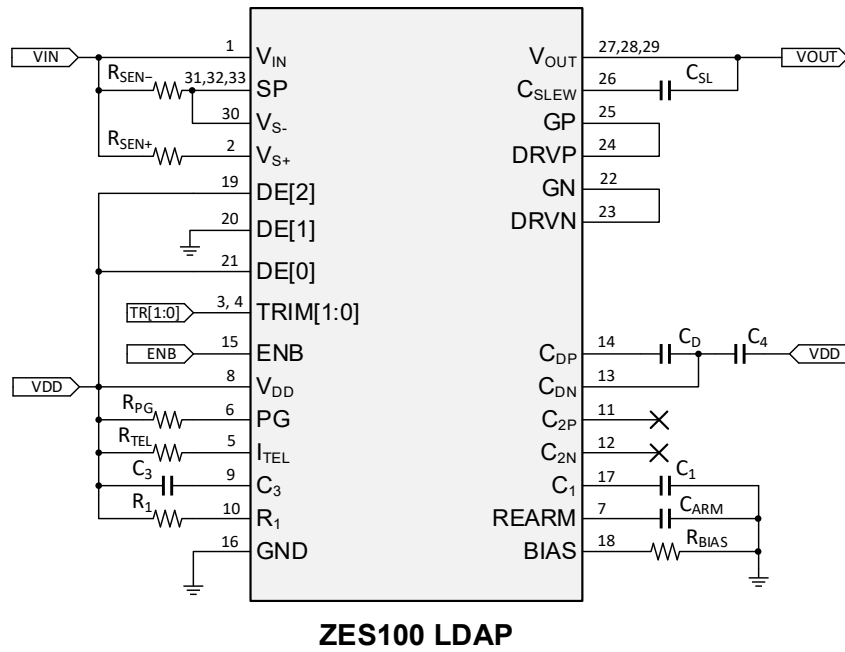 VIN 1 V_IN V_OUT 27,28,29 VOUT
R_SEN− 31,32,33 SP C_SLEW 26 C_SL
30 V_S- GP 25
R_SEN+ 2 V_S+ DRVP 24
19 DE[2] GN 22
20 DE[1] DRVN 23
21 DE[0]
TR[1:0] 3, 4 TRIM[1:0]
ENB 15 ENB C_DP 14 C_D C_4 VDD
VDD 8 V_DD C_DN 13
R_PG 6 PG C_2P 11
R_TEL 5 I_TEL C_2N 12
C_3 9 C_3 C_1 17 C_1
R_1 10 R_1 REARM 7 C_ARM
16 GND BIAS 18 R_BIAS
ZES100 LDAP